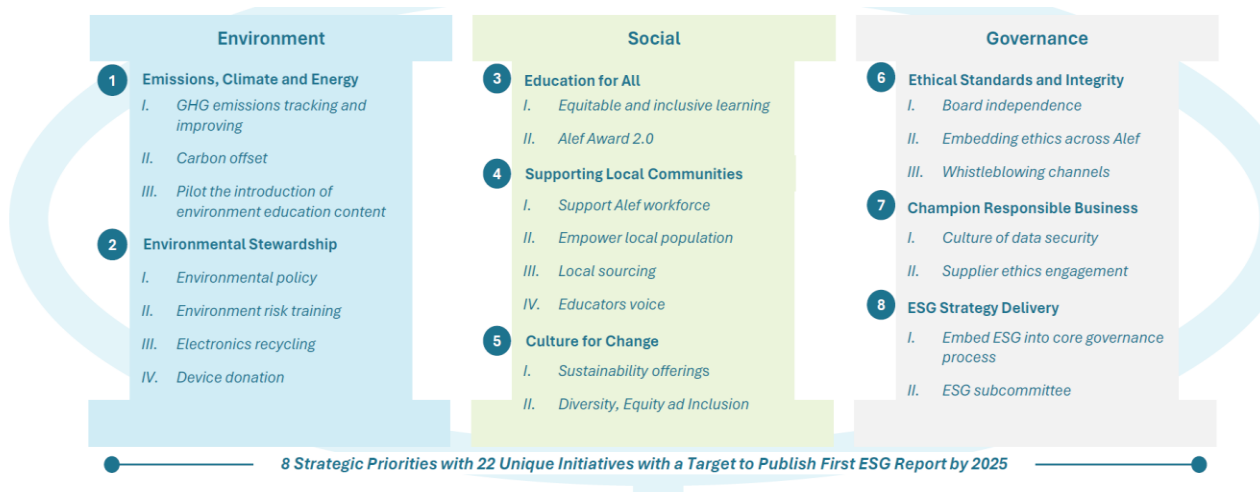 Environment
1 Emissions, Climate and Energy
I. GHG emissions tracking and
improving
II. Carbon offset
III. Pilot the introduction of
environment education content
2 Environmental Stewardship
I. Environmental policy
II. Environment risk training
III. Electronics recycling
IV. Device donation
Social
3 Education for All
I. Equitable and inclusive learning
II. Alef Award 2.0
4 Supporting Local Communities
I. Support Alef workforce
II. Empower local population
III. Local sourcing
IV. Educators voice
5 Culture for Change
I. Sustainability offerings
II. Diversity, Equity ad Inclusion
Governance
6 Ethical Standards and Integrity
I. Board independence
II. Embedding ethics across Alef
III. Whistleblowing channels
7 Champion Responsible Business
I. Culture of data security
II. Supplier ethics engagement
8 ESG Strategy Delivery
I. Embed ESG into core governance
process
II. ESG subcommittee
8 Strategic Priorities with 22 Unique Initiatives with a Target to Publish First ESG Report by 2025